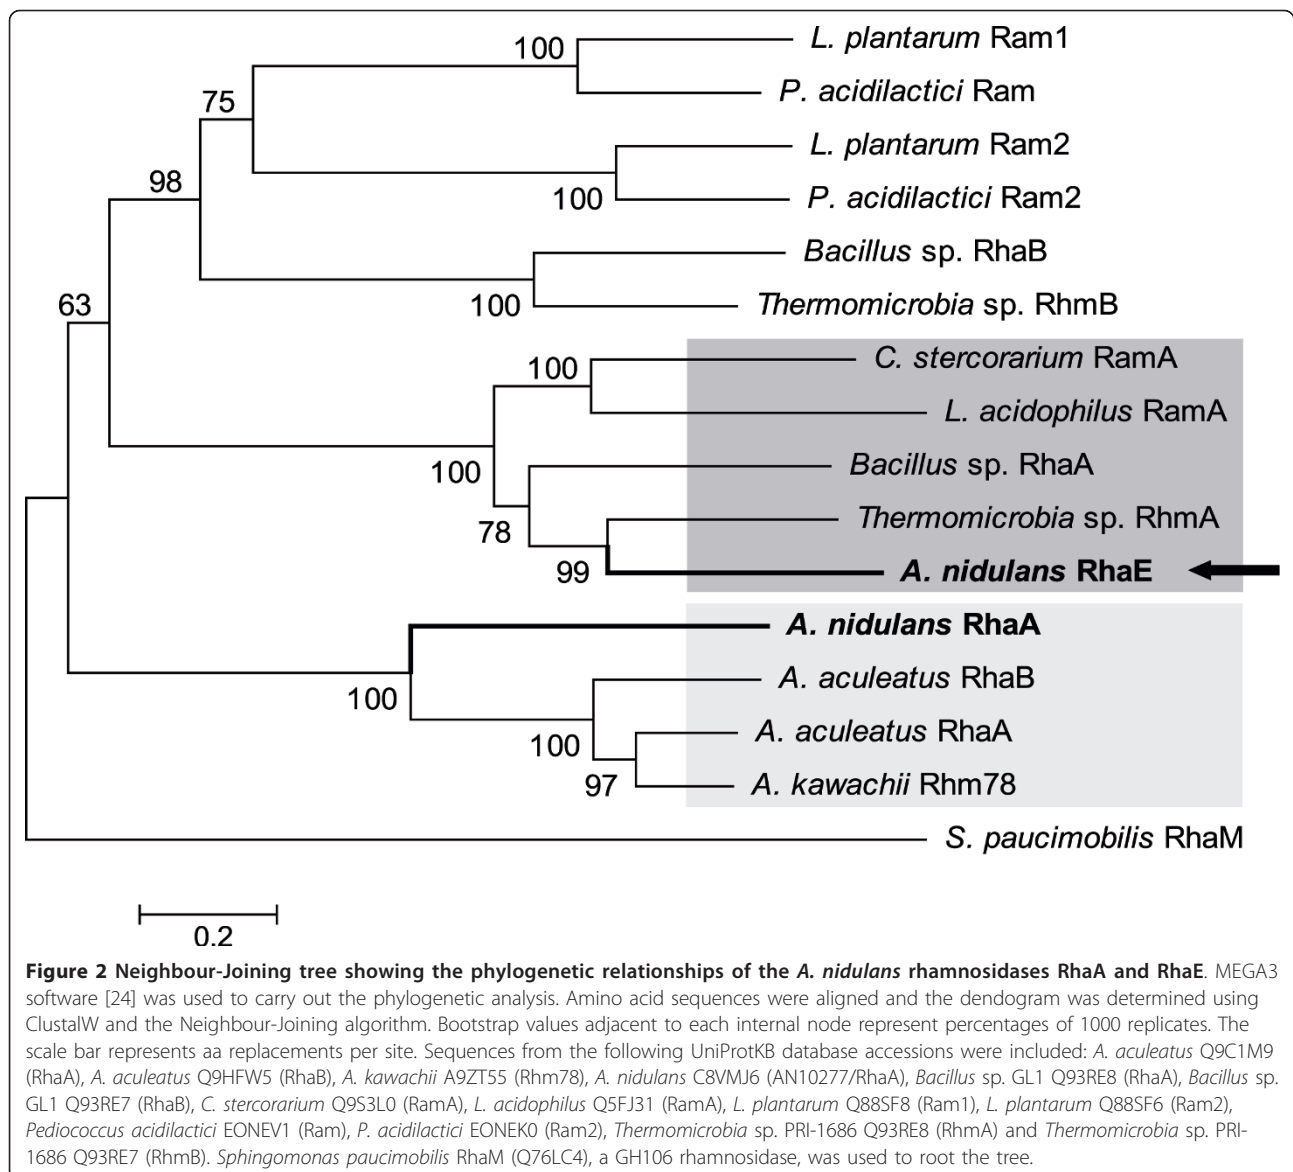 100
L. plantarum Ram1
P. acidilactici Ram
75
L. plantarum Ram2
100
P. acidilactici Ram2
98
Bacillus sp. RhaB
100
Thermomicrobia sp. RhmB
63
100
C. stercorarium RamA
L. acidophilus RamA
100
Bacillus sp. RhaA
78
Thermomicrobia sp. RhmA
99
A. nidulans RhaE
A. nidulans RhaA
100
A. aculeatus RhaB
100
A. aculeatus RhaA
97
A. kawachii Rhm78
S. paucimobilis RhaM
0.2
Figure 2 Neighbour-Joining tree showing the phylogenetic relationships of the A. nidulans rhamnosidases RhaA and RhaE. MEGA3
software [24] was used to carry out the phylogenetic analysis. Amino acid sequences were aligned and the dendogram was determined using
ClustalW and the Neighbour-Joining algorithm. Bootstrap values adjacent to each internal node represent percentages of 1000 replicates. The
scale bar represents aa replacements per site. Sequences from the following UniProtKB database accessions were included: A. aculeatus Q9C1M9
(RhaA), A. aculeatus Q9HFW5 (RhaB), A. kawachii A9ZT55 (Rhm78), A. nidulans C8VMJ6 (AN10277/RhaA), Bacillus sp. GL1 Q93RE8 (RhaA), Bacillus sp.
GL1 Q93RE7 (RhaB), C. stercorarium Q9S3L0 (RamA), L. acidophilus Q5FJ31 (RamA), L. plantarum Q88SF8 (Ram1), L. plantarum Q88SF6 (Ram2),
Pediococcus acidilactici EONEV1 (Ram), P. acidilactici EONEK0 (Ram2), Thermomicrobia sp. PRI-1686 Q93RE8 (RhmA) and Thermomicrobia sp. PRI-
1686 Q93RE7 (RhmB). Sphingomonas paucimobilis RhaM (Q76LC4), a GH106 rhamnosidase, was used to root the tree.